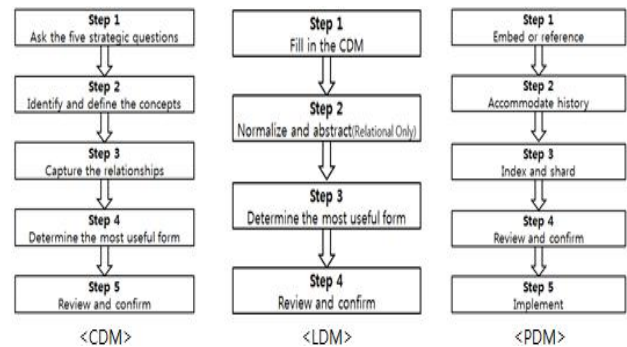 Step 1
Ask the five strategic questions
Step 2
Identify and define the concepts
Step 3
Capture the relationships
Step 4
Determine the most useful form
Step 5
Review and confirm
<CDM>
Step 1
Fill in the CDM
Step 2
Normalize and abstract(Relational Only)
Step 3
Determine the most useful form
Step 4
Review and confirm
<LDM>
Step 1
Embed or reference
Step 2
Accommodate history
Step 3
Index and shard
Step 4
Review and confirm
Step 5
Implement
<PDM>